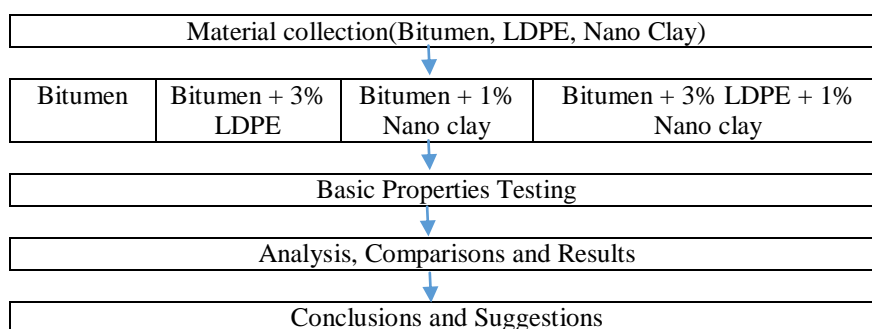 Material collection(Bitumen, LDPE, Nano Clay)
Bitumen
Bitumen + 3%
LDPE
Bitumen + 1%
Nano clay
Bitumen + 3% LDPE + 1%
Nano clay
Basic Properties Testing
Analysis, Comparisons and Results
Conclusions and Suggestions